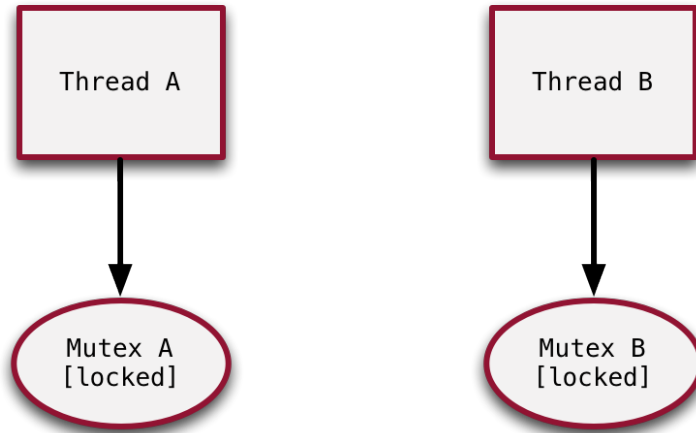 Thread A
Thread B
Mutex A
[locked]
Mutex B
[locked]